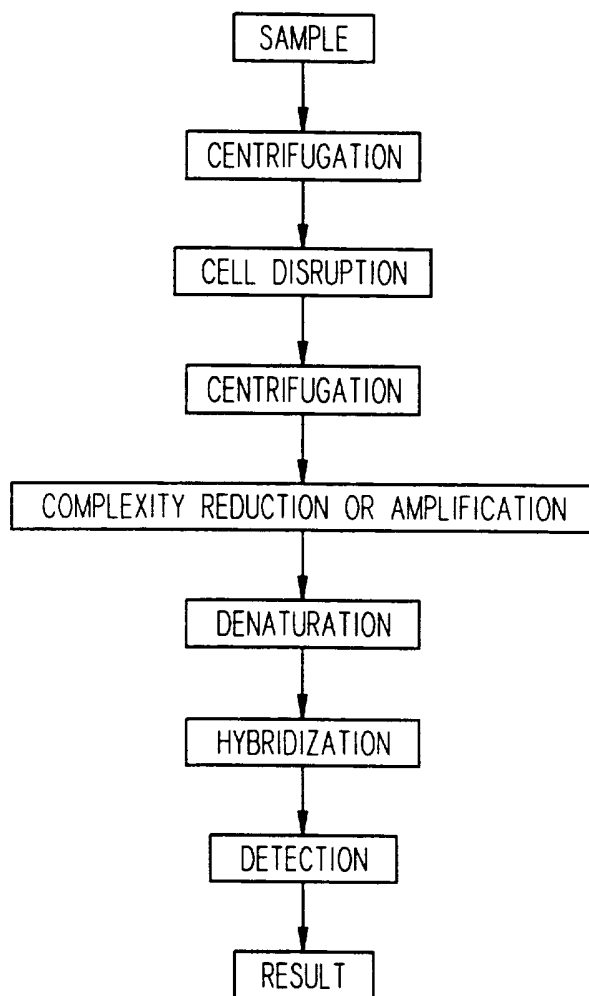 SAMPLE
CENTRIFUGATION
CELL DISRUPTION
CENTRIFUGATION
COMPLEXITY REDUCTION OR AMPLIFICATION
DENATURATION
HYBRIDIZATION
DETECTION
RESULT